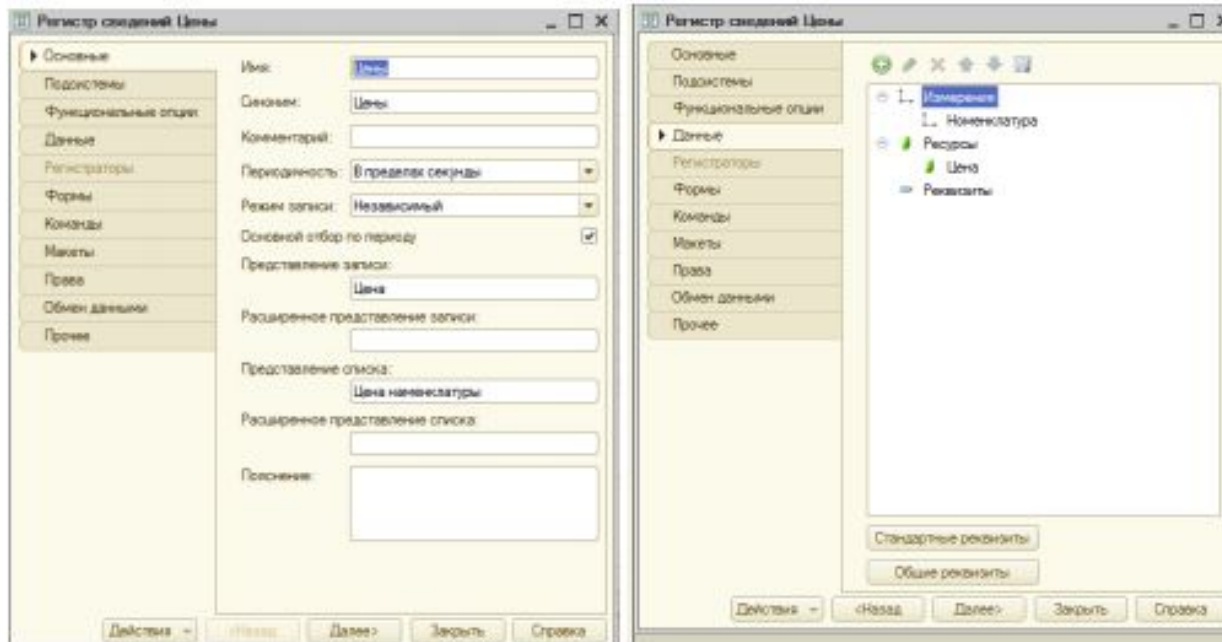 Регистр сведений Цены
Основные
Подсистемы
Функциональные опции
Данные
Регистраторы
Формы
Команды
Макеты
Права
Обмен данными
Прочее
Имя: Цены
Синоним: Цены
Комментарий:
Периодичность: В пределах секунды
Режим записи: Независимый
Основной отбор по периоду
Представление записи:
Цена
Расширенное представление записи:
Представление списка:
Цена наменклатуры
Расширенное представление списка:
Пояснение:
Действия
<Назад
Далее>
Закрыть
Справка
Регистр сведений Цены
Основные
Подсистемы
Функциональные опции
Данные
Регистраторы
Формы
Команды
Макеты
Права
Обмен данными
Прочее
Измерения
Номенклатура
Ресурсы
Цена
Реквизиты
Стандартные реквизиты
Общие реквизиты
Действия
<Назад
Далее>
Закрыть
Справка